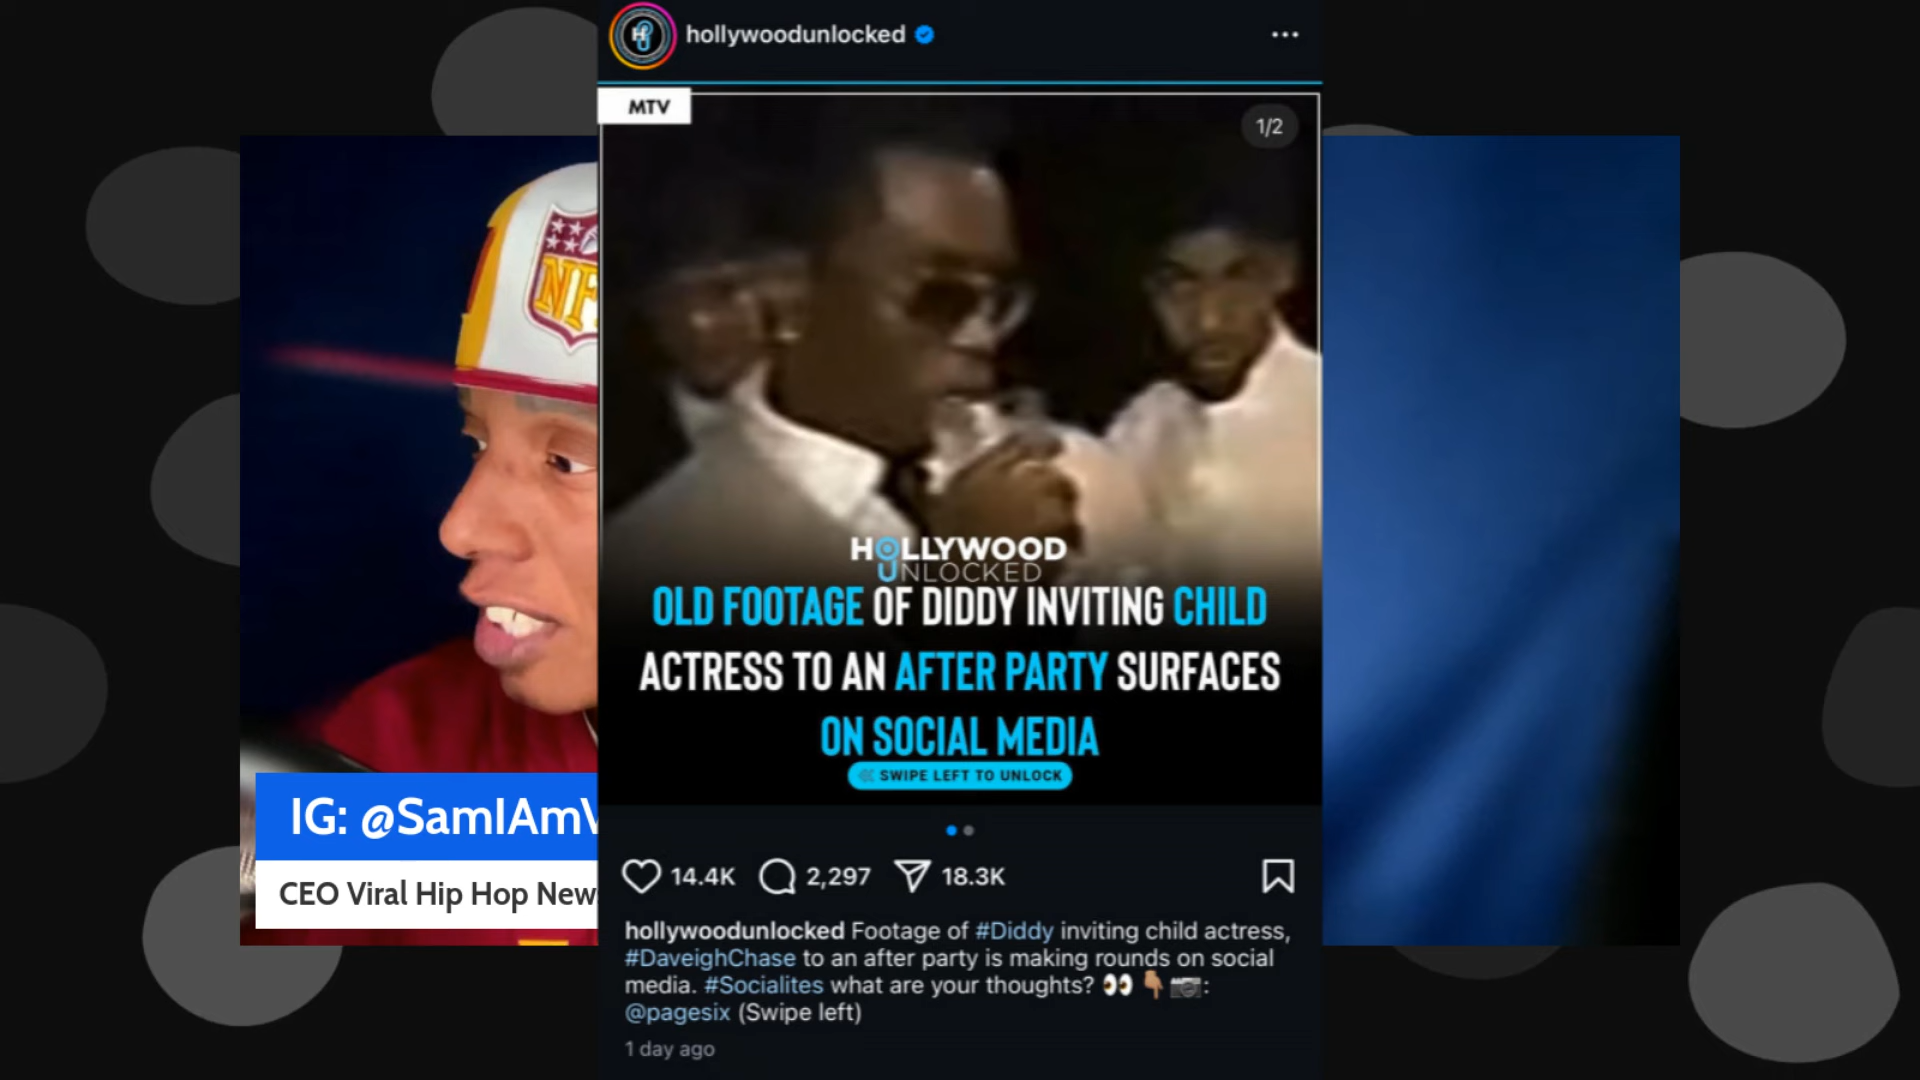 hollywoodunlocked
MTV
1/2
HOLLYWOOD
UNLOCKED
OLD FOOTAGE OF DIDDY INVITING CHILD
ACTRESS TO AN AFTER PARTY SURFACES
ON SOCIAL MEDIA
SWIPE LEFT TO UNLOCK
14.4K 2,297 18.3K
hollywoodunlocked Footage of #Diddy inviting child actress,
#DaveighChase to an after party is making rounds on social
media. #Socialites what are your thoughts? 👀 👇🏽 📷:
@pagesix (Swipe left)
1 day ago
IG: @SamIAmV
CEO Viral Hip Hop New